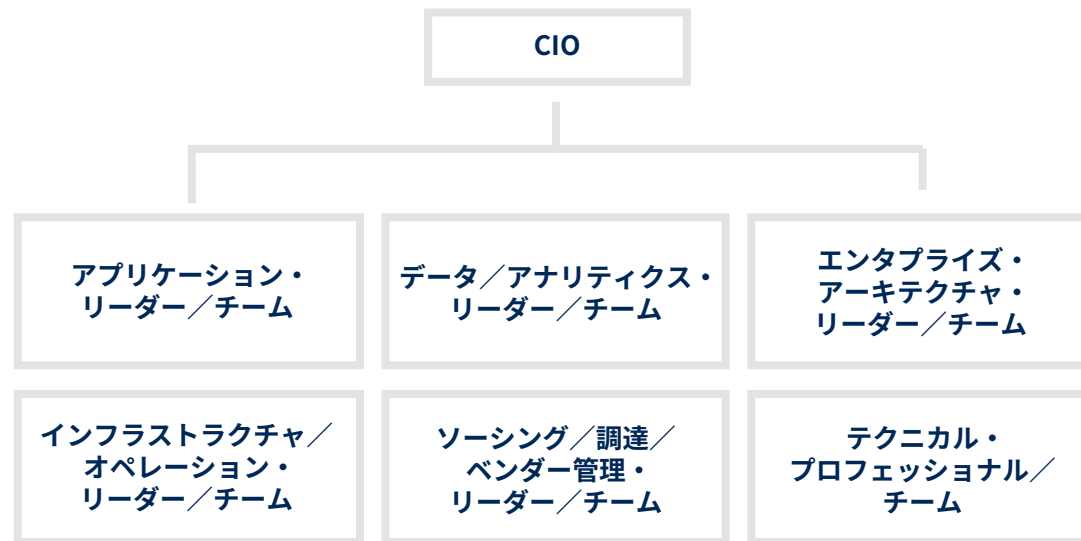 CIO
アプリケーション・
リーダー／チーム
データ／アナリティクス・
リーダー／チーム
エンタプライズ・
アーキテクチャ・
リーダー／チーム
インフラストラクチャ／
オペレーション・
リーダー／チーム
ソーシング／調達／
ベンダー管理・
リーダー／チーム
テクニカル・
プロフェッショナル／
チーム